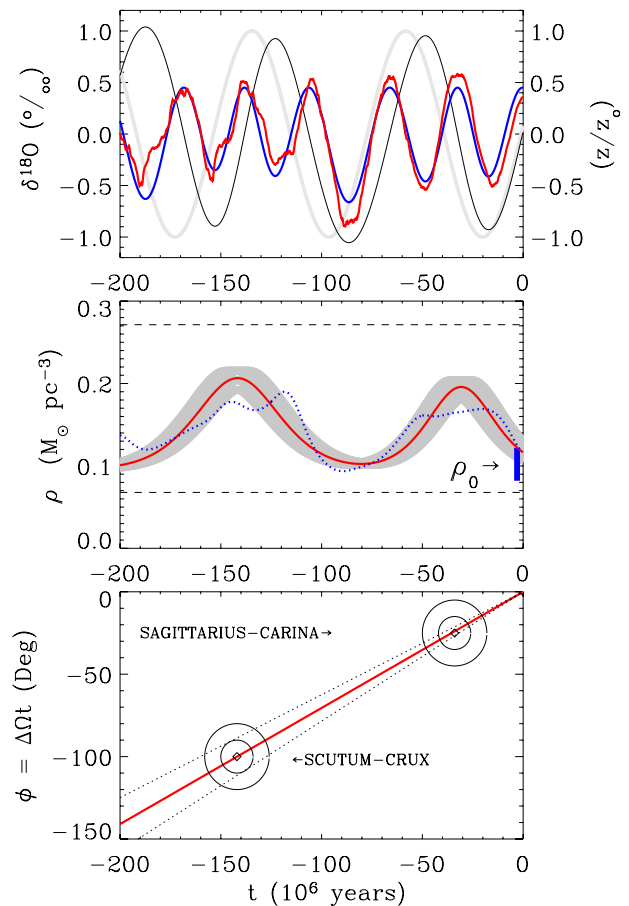 1.0 1.0
0.5 0.5
0.0 0.0
−0.5 −0.5
−1.0 −1.0
δ¹⁸O (º/ₒₒ)
(z/z₀)
−200 −150 −100 −50 0
0.3
0.2
0.1
0.0
ρ (M☉ pc⁻³)
ρ₀→
−200 −150 −100 −50 0
0
−50
−100
−150
φ = ΔΩt (Deg)
SAGITTARIUS−CARINA→
←SCUTUM−CRUX
−200 −150 −100 −50 0
t (10⁶ years)